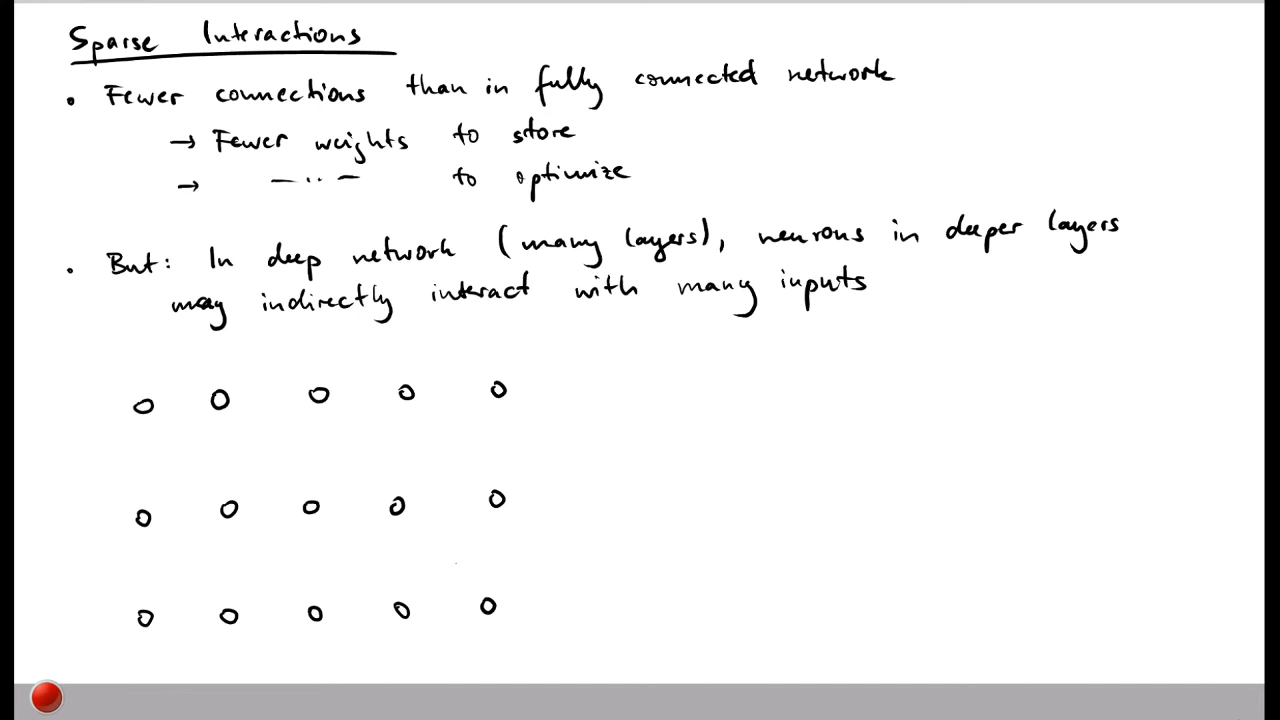 Sparse Interactions
• Fewer connections than in fully connected network
→ Fewer weights to store
→ — ·· — to optimize
• But: In deep network (many layers), neurons in deeper layers
may indirectly interact with many inputs